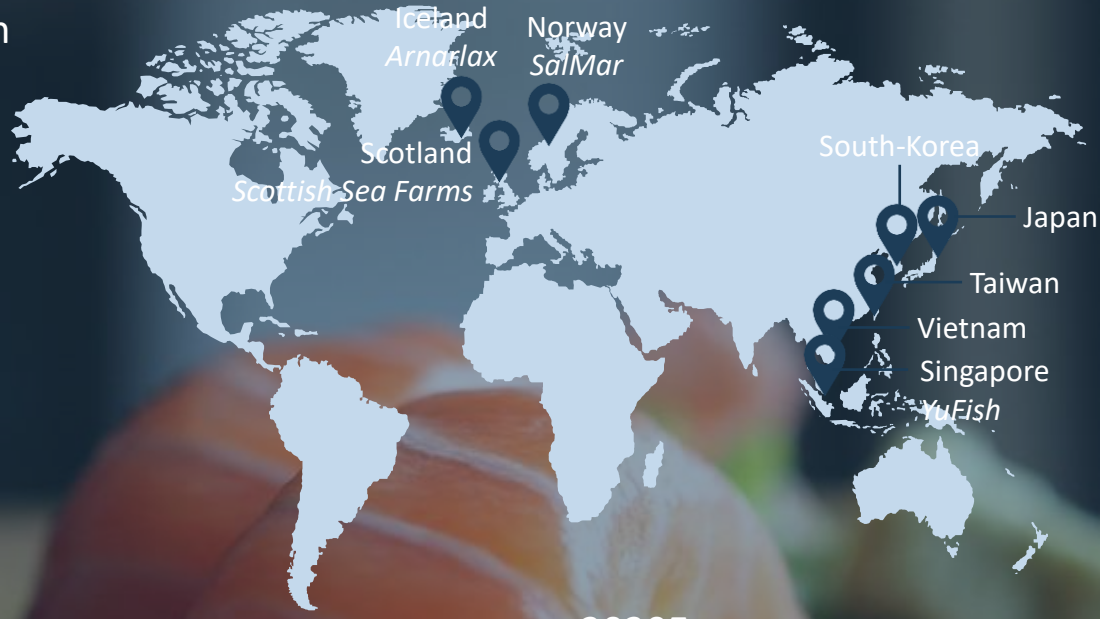 Iceland
Arnarlax
Norway
SalMar
Scotland
Scottish Sea Farms
South-Korea
Japan
Taiwan
Vietnam
Singapore
YuFish